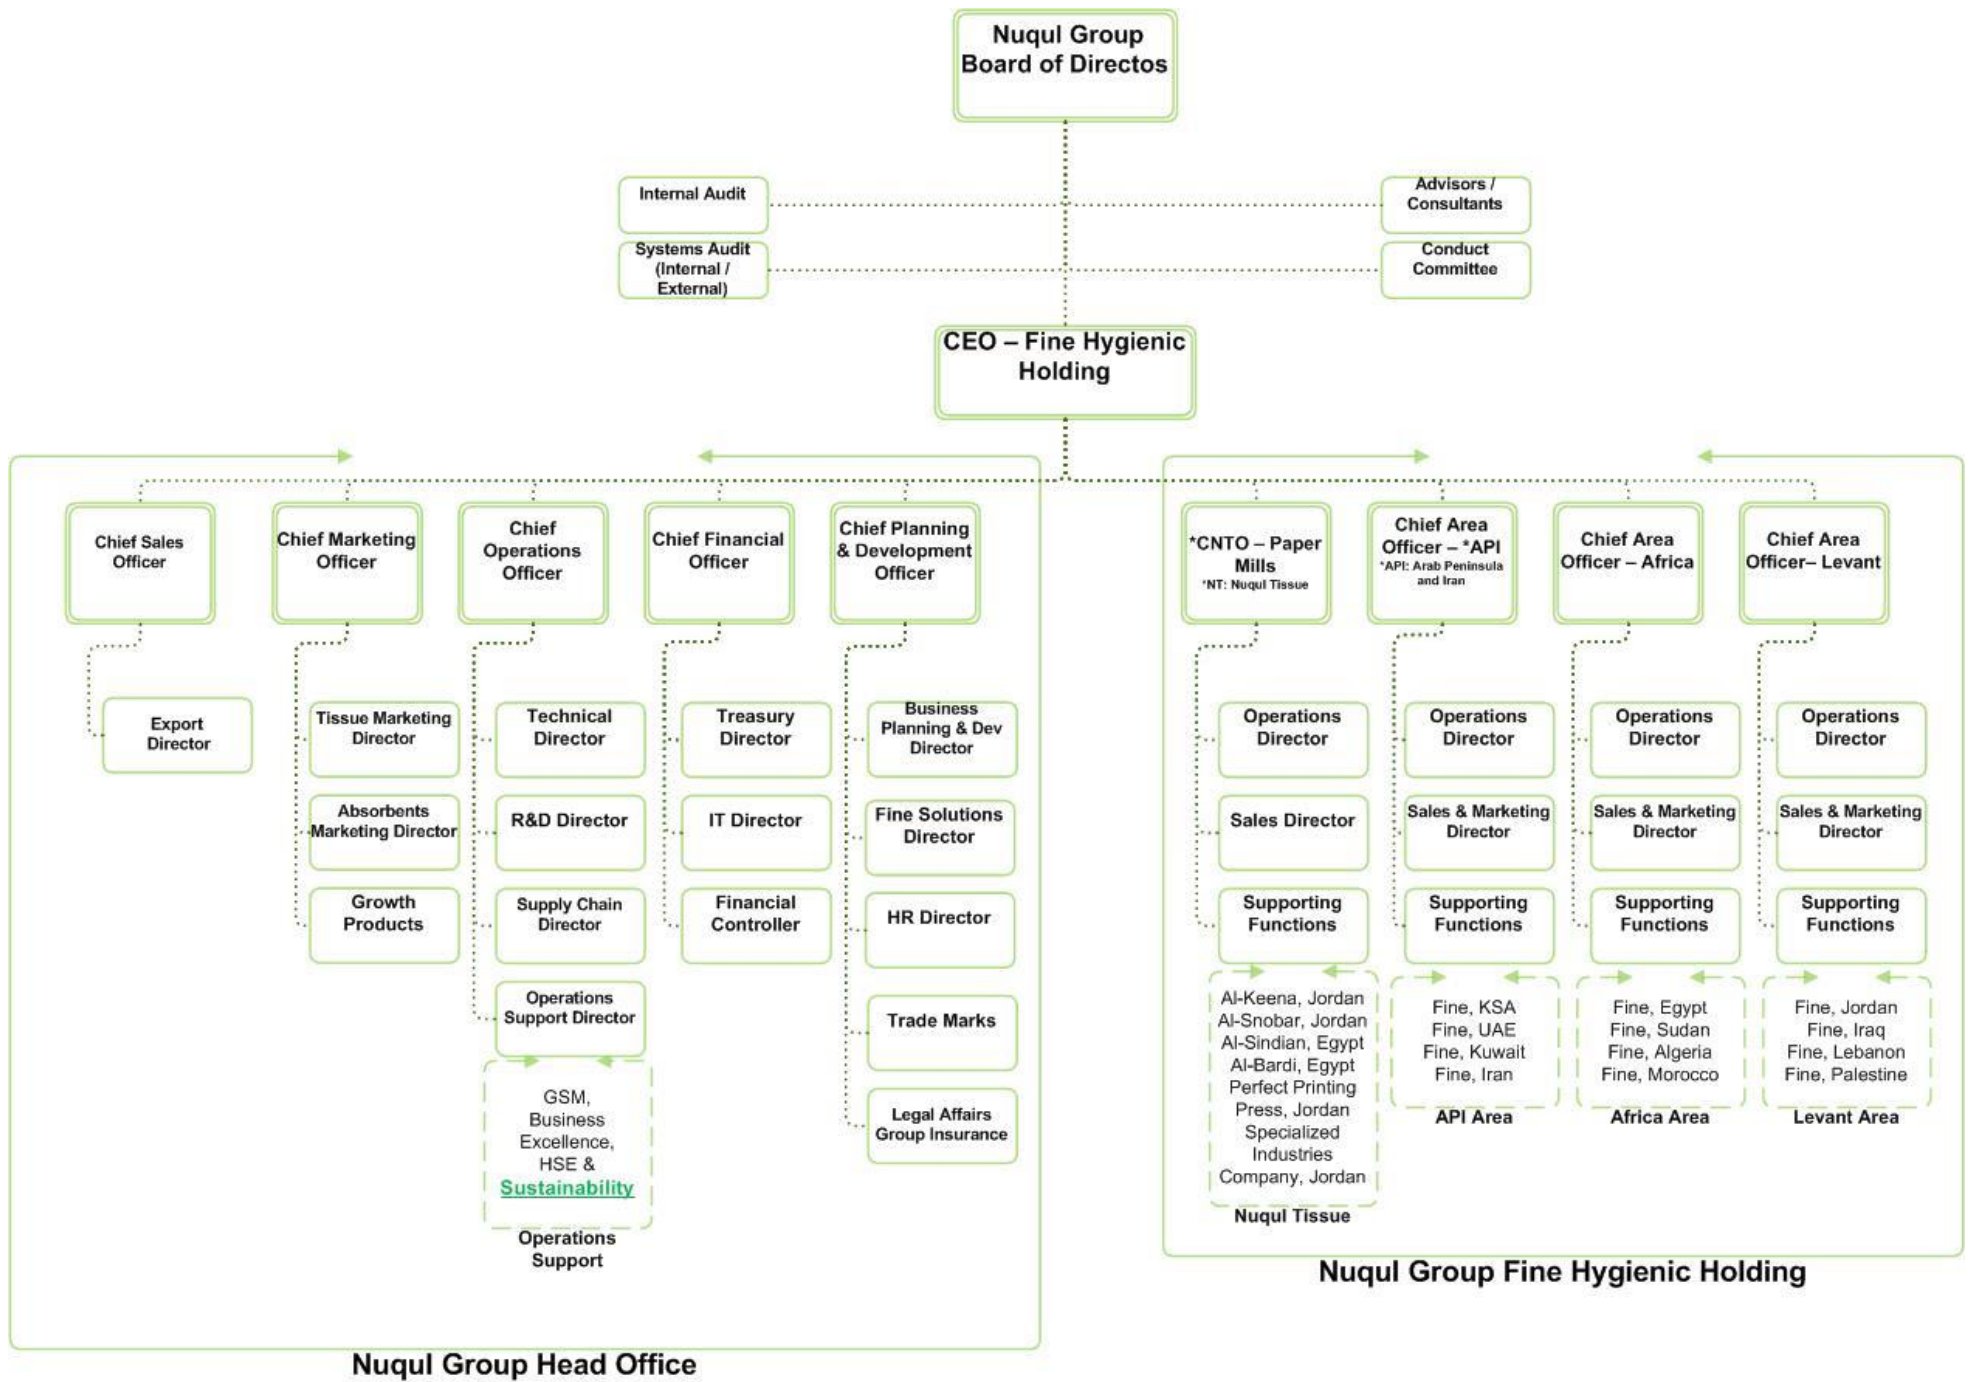 Nuqul Group
Board of Directos
Internal Audit
Advisors /
Consultants
Systems Audit
(Internal /
External)
Conduct
Committee
CEO – Fine Hygienic
Holding
Chief Sales
Officer
Chief Marketing
Officer
Chief
Operations
Officer
Chief Financial
Officer
Chief Planning
& Development
Officer
*CNTO – Paper
Mills
*NT: Nuqul Tissue
Chief Area
Officer – *API
*API: Arab Peninsula
and Iran
Chief Area
Officer – Africa
Chief Area
Officer– Levant
Export
Director
Tissue Marketing
Director
Absorbents
Marketing Director
Growth
Products
Technical
Director
R&D Director
Supply Chain
Director
Operations
Support Director
GSM,
Business
Excellence,
HSE &
Sustainability
Operations
Support
Treasury
Director
IT Director
Financial
Controller
Business
Planning & Dev
Director
Fine Solutions
Director
HR Director
Trade Marks
Legal Affairs
Group Insurance
Operations
Director
Sales Director
Supporting
Functions
Al-Keena, Jordan
Al-Snobar, Jordan
Al-Sindian, Egypt
Al-Bardi, Egypt
Perfect Printing
Press, Jordan
Specialized
Industries
Company, Jordan
Nuqul Tissue
Operations
Director
Sales & Marketing
Director
Supporting
Functions
Fine, KSA
Fine, UAE
Fine, Kuwait
Fine, Iran
API Area
Operations
Director
Sales & Marketing
Director
Supporting
Functions
Fine, Egypt
Fine, Sudan
Fine, Algeria
Fine, Morocco
Africa Area
Operations
Director
Sales & Marketing
Director
Supporting
Functions
Fine, Jordan
Fine, Iraq
Fine, Lebanon
Fine, Palestine
Levant Area
Nuqul Group Fine Hygienic Holding
Nuqul Group Head Office